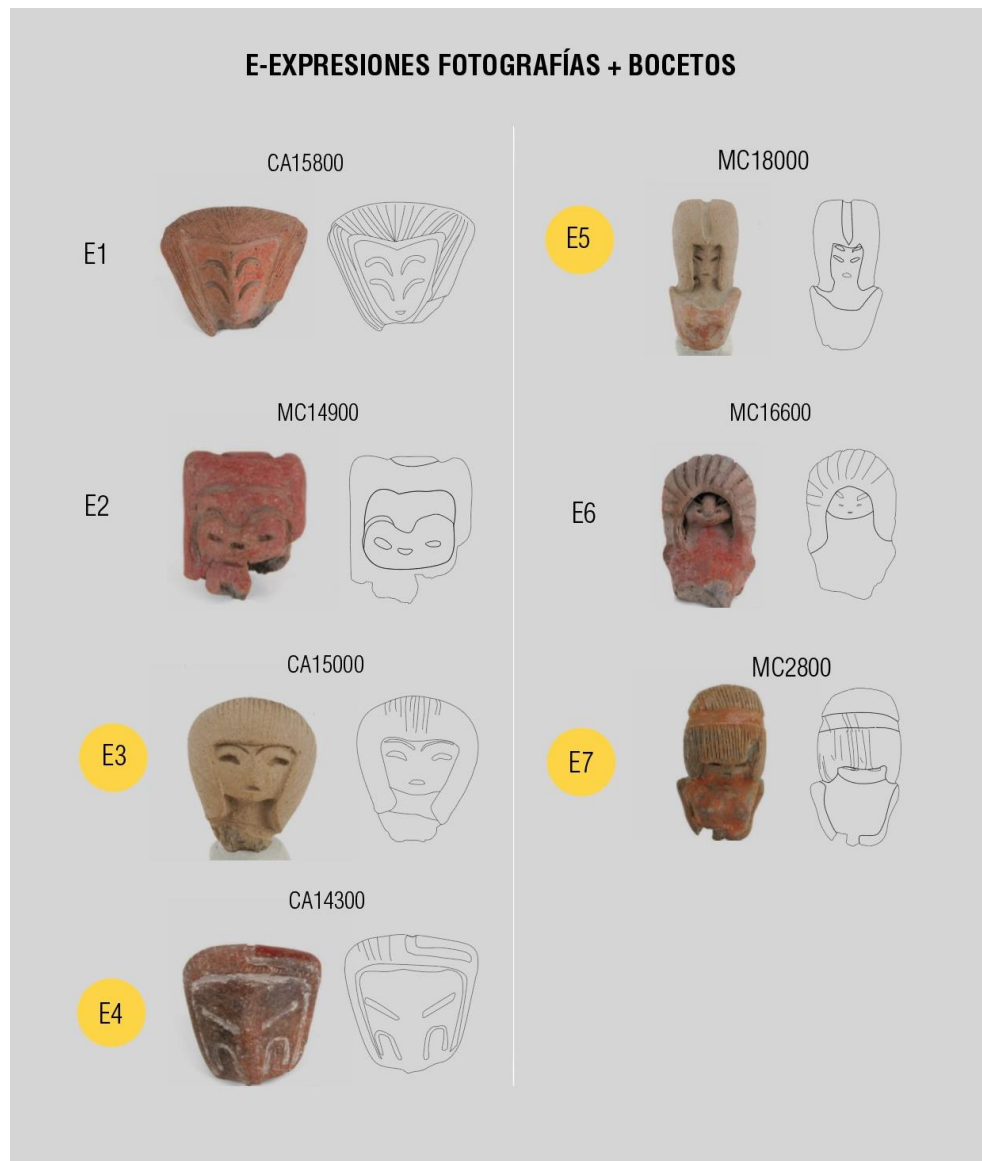 E-EXPRESIONES FOTOGRAFÍAS + BOCETOS
CA15800
E1
MC14900
E2
CA15000
E3
CA14300
E4
MC18000
E5
MC16600
E6
MC2800
E7